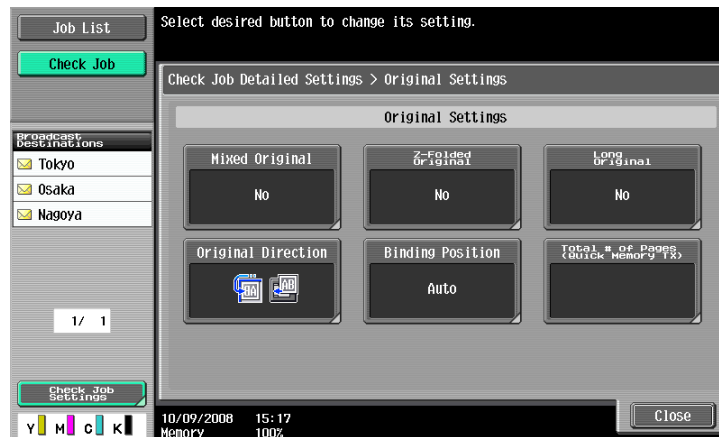 Job List
Select desired button to change its setting.
Check Job
Check Job Detailed Settings > Original Settings
Original Settings
Broadcast
Destinations
Tokyo
Osaka
Nagoya
Mixed Original
No
Z-Folded
Original
No
Long
Original
No
Original Direction
Binding Position
Auto
Total # of Pages
(Quick Memory TX)
1/ 1
Check Job
Settings
Close
Y M C K
10/09/2008 15:17
Memory 100%